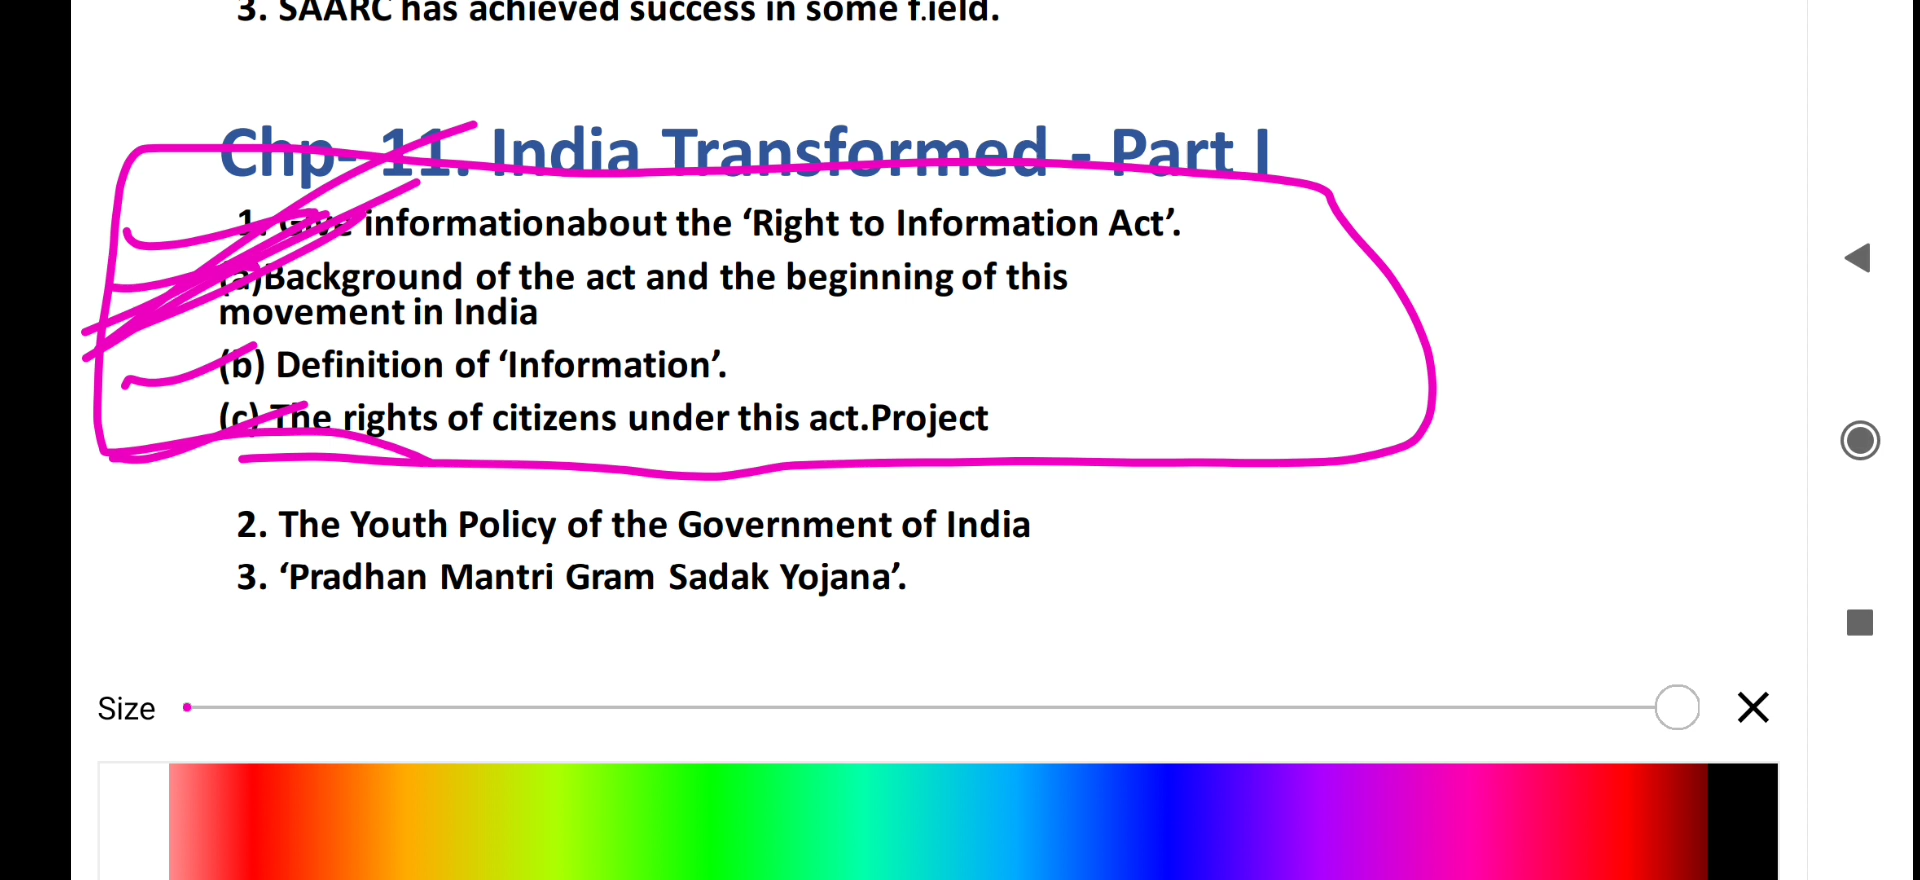 3. SAARC has achieved success in some f.ield.
Chp- 11. India Transformed - Part I
1. Give informationabout the ‘Right to Information Act’.
(a)Background of the act and the beginning of this
movement in India
(b) Definition of ‘Information’.
(c) The rights of citizens under this act.Project
2. The Youth Policy of the Government of India
3. ‘Pradhan Mantri Gram Sadak Yojana’.
Size